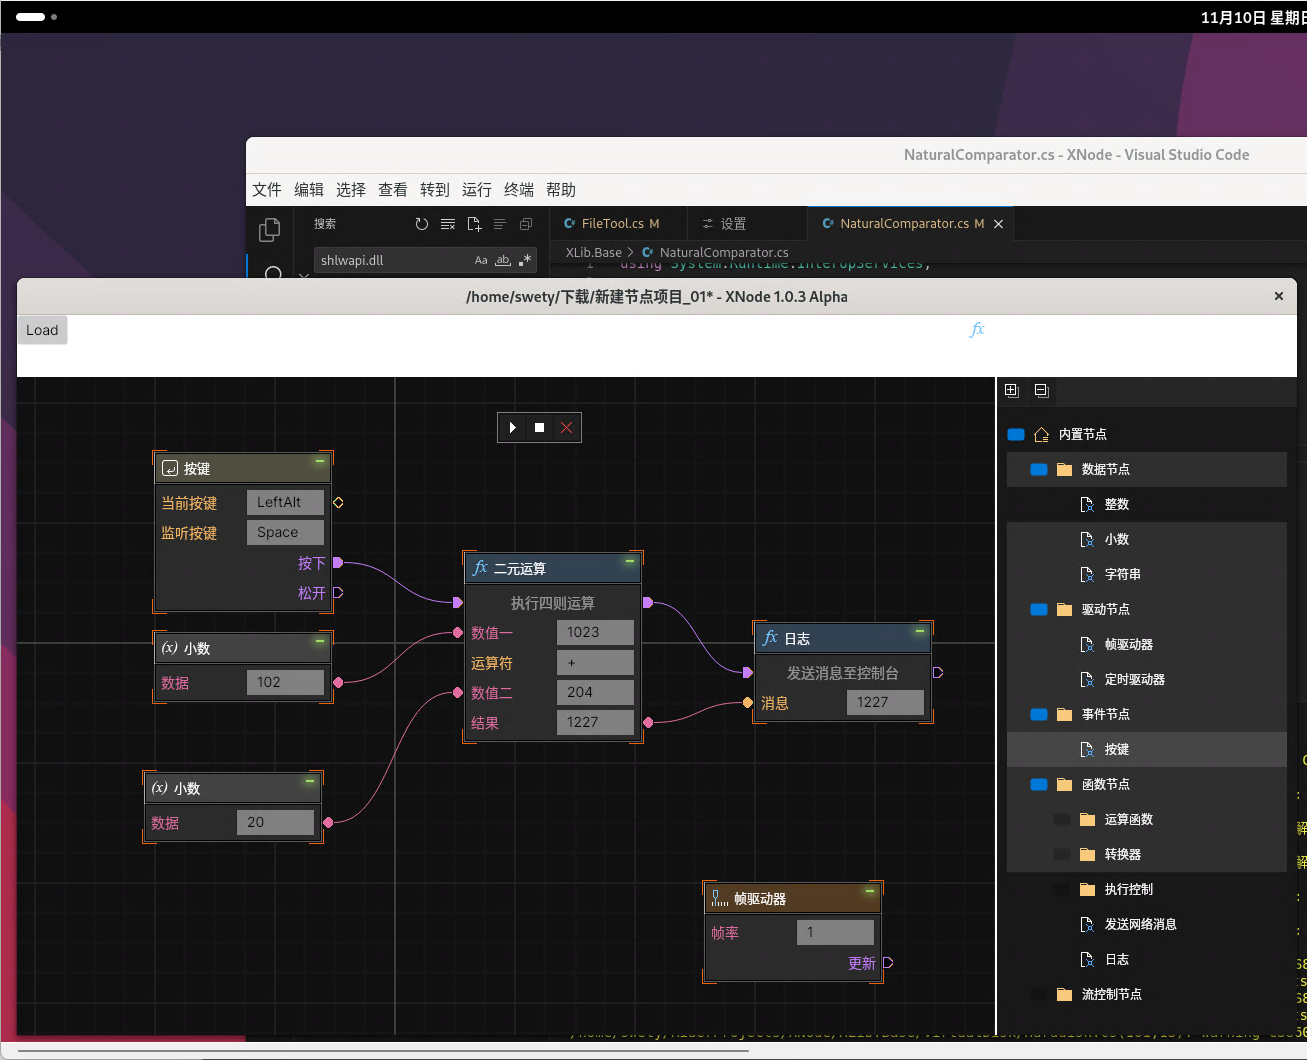 11月10日 星期日
NaturalComparator.cs - XNode - Visual Studio Code
文件 编辑 选择 查看 转到 运行 终端 帮助
搜索
FileTool.cs M
设置
NaturalComparator.cs M
shlwapi.dll
Aa ab
XLib.Base > NaturalComparator.cs
1 using System.Runtime.InteropServices;
/home/swety/下载/新建节点项目_01* - XNode 1.0.3 Alpha
Load
fx
按键
当前按键 LeftAlt
监听按键 Space
按下
松开
(x) 小数
数据 102
(x) 小数
数据 20
fx 二元运算
执行四则运算
数值一 1023
运算符 +
数值二 204
结果 1227
fx 日志
发送消息至控制台
消息 1227
帧驱动器
帧率 1
更新
内置节点
数据节点
整数
小数
字符串
驱动节点
帧驱动器
定时驱动器
事件节点
按键
函数节点
运算函数
转换器
执行控制
发送网络消息
日志
流控制节点